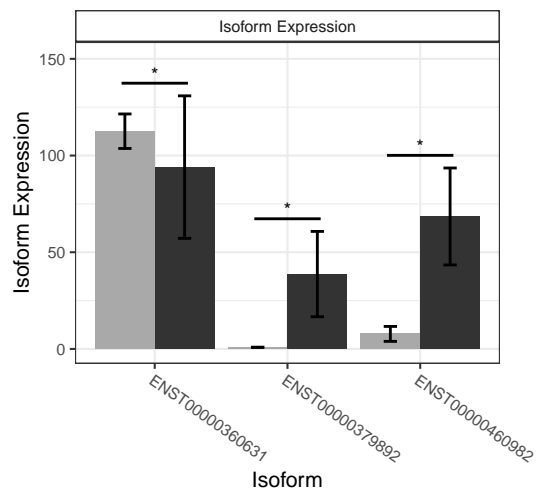 Isoform Expression
150
100
50
0
Isoform Expression
*
*
*
ENST00000360631
ENST00000379892
ENST00000460982
Isoform